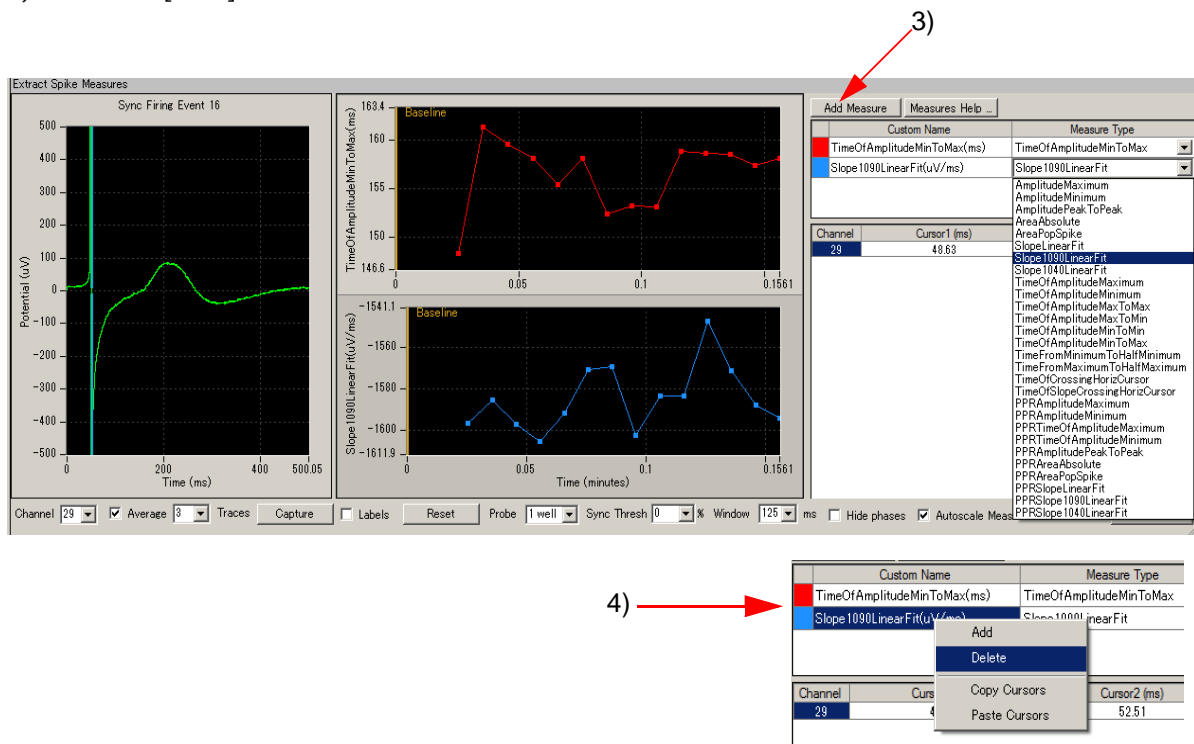 3)
Extract Spike Measures
Sync Firing Event 16
500
400
300
200
100
0
-100
-200
-300
-400
-500
Potential (uV)
0
200
400
500.05
Time (ms)
163.4
160
155
150
146.6
TimeOfAmplitudeMinToMax(ms)
Baseline
0
0.05
0.1
0.1561
-1541.1
-1560
-1580
-1600
-1611.9
Slope1090LinearFit(uV/ms)
Baseline
0
0.05
0.1
0.1561
Time (minutes)
Add Measure
Measures Help ...
Custom Name
Measure Type
TimeOfAmplitudeMinToMax(ms)
TimeOfAmplitudeMinToMax
Slope1090LinearFit(uV/ms)
Slope1090LinearFit
AmplitudeMaximum
AmplitudeMinimum
AmplitudePeakToPeak
AreaAbsolute
AreaPopSpike
SlopeLinearFit
Slope1090LinearFit
Slope1040LinearFit
TimeOfAmplitudeMaximum
TimeOfAmplitudeMinimum
TimeOfAmplitudeMaxToMax
TimeOfAmplitudeMaxToMin
TimeOfAmplitudeMinToMin
TimeOfAmplitudeMinToMax
TimeFromMinimumToHalfMinimum
TimeFromMaximumToHalfMaximum
TimeOfCrossingHorizCursor
TimeOfSlopeCrossingHorizCursor
PPRAmplitudeMaximum
PPRAmplitudeMinimum
PPRTimeOfAmplitudeMaximum
PPRTimeOfAmplitudeMinimum
PPRAmplitudePeakToPeak
PPRAreaAbsolute
PPRAreaPopSpike
PPRSlopeLinearFit
PPRSlope1090LinearFit
PPRSlope1040LinearFit
Channel
Cursor1 (ms)
29
48.63
Channel 29 Average 3 Traces Capture Labels Reset Probe 1 well Sync Thresh 0 % Window 125 ms Hide phases Autoscale Meas
4)
Custom Name
Measure Type
TimeOfAmplitudeMinToMax(ms)
TimeOfAmplitudeMinToMax
Add
Delete
Copy Cursors
Paste Cursors
Channel
Curs
Cursor2 (ms)
29
4
52.51